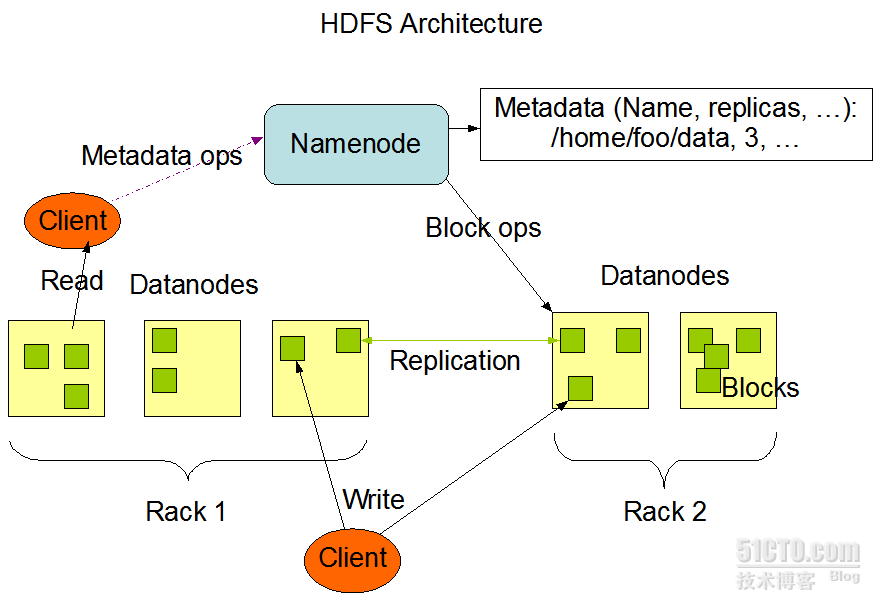 HDFS Architecture
Metadata (Name, replicas, …):
/home/foo/data, 3, …
Namenode
Metadata ops
Client
Block ops
Read
Datanodes
Datanodes
Replication
Blocks
Rack 1
Write
Rack 2
Client
51CTO.com
技术博客 Blog